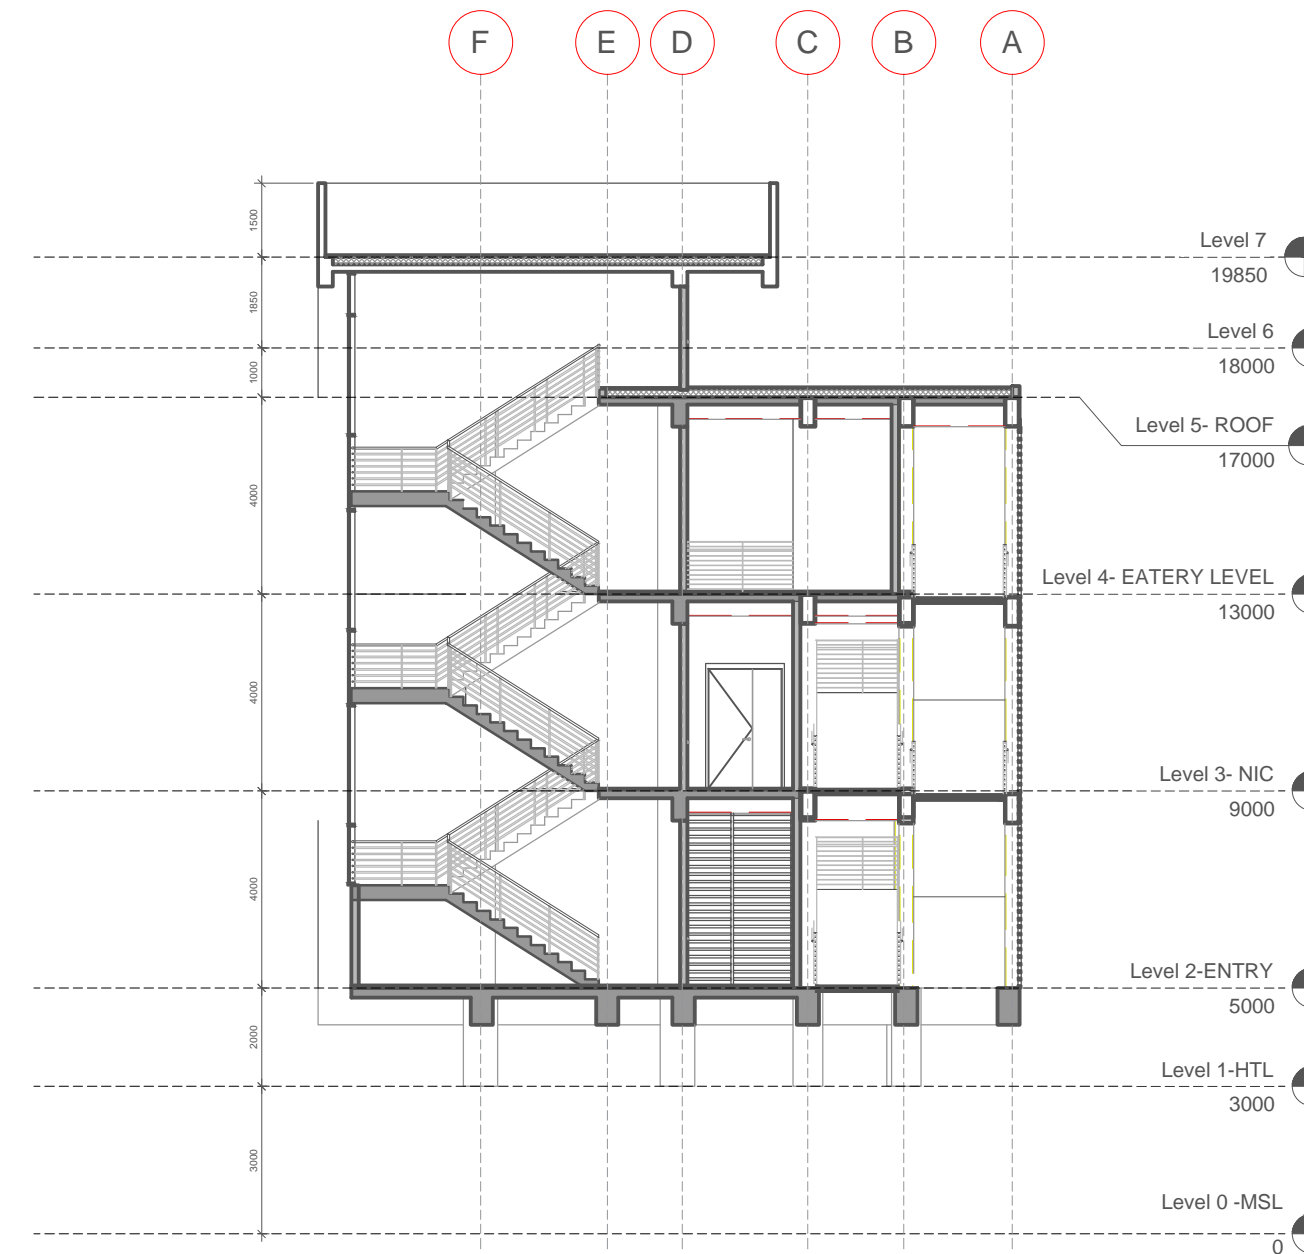 F E D C B A
1500
Level 7
19850
1850
Level 6
18000
1000
Level 5- ROOF
17000
4000
Level 4- EATERY LEVEL
13000
4000
Level 3- NIC
9000
4000
Level 2-ENTRY
5000
2000
Level 1-HTL
3000
3000
Level 0 -MSL
0